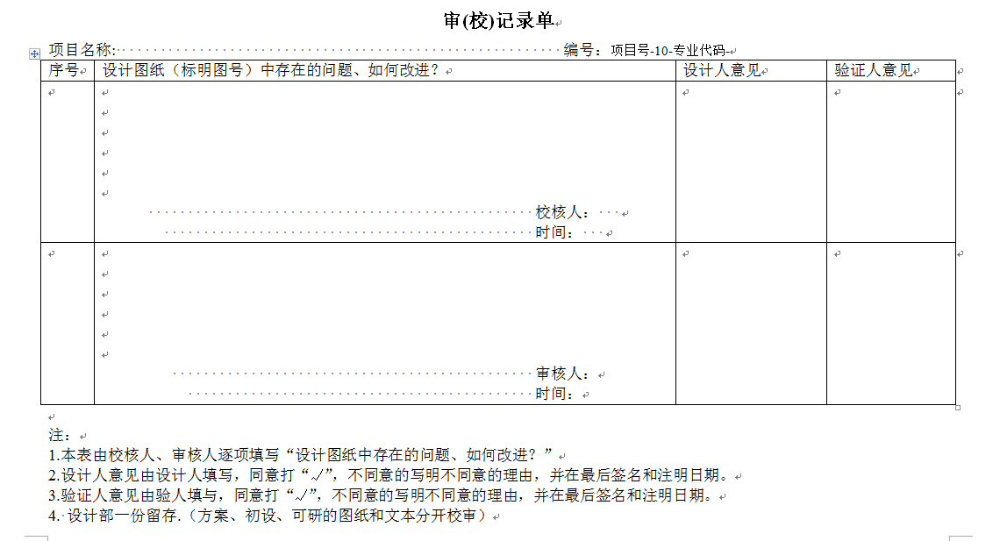 审(校)记录单
项目名称: 编号：项目号-10-专业代码-
序号 设计图纸（标明图号）中存在的问题、如何改进？ 设计人意见 验证人意见
校核人：
时间：
审核人：
时间：
注：
1.本表由校核人、审核人逐项填写“设计图纸中存在的问题、如何改进？”
2.设计人意见由设计人填写，同意打“√”，不同意的写明不同意的理由，并在最后签名和注明日期。
3.验证人意见由验人填与，同意打“√”，不同意的写明不同意的理由，并在最后签名和注明日期。
4. 设计部一份留存.（方案、初设、可研的图纸和文本分开校审）